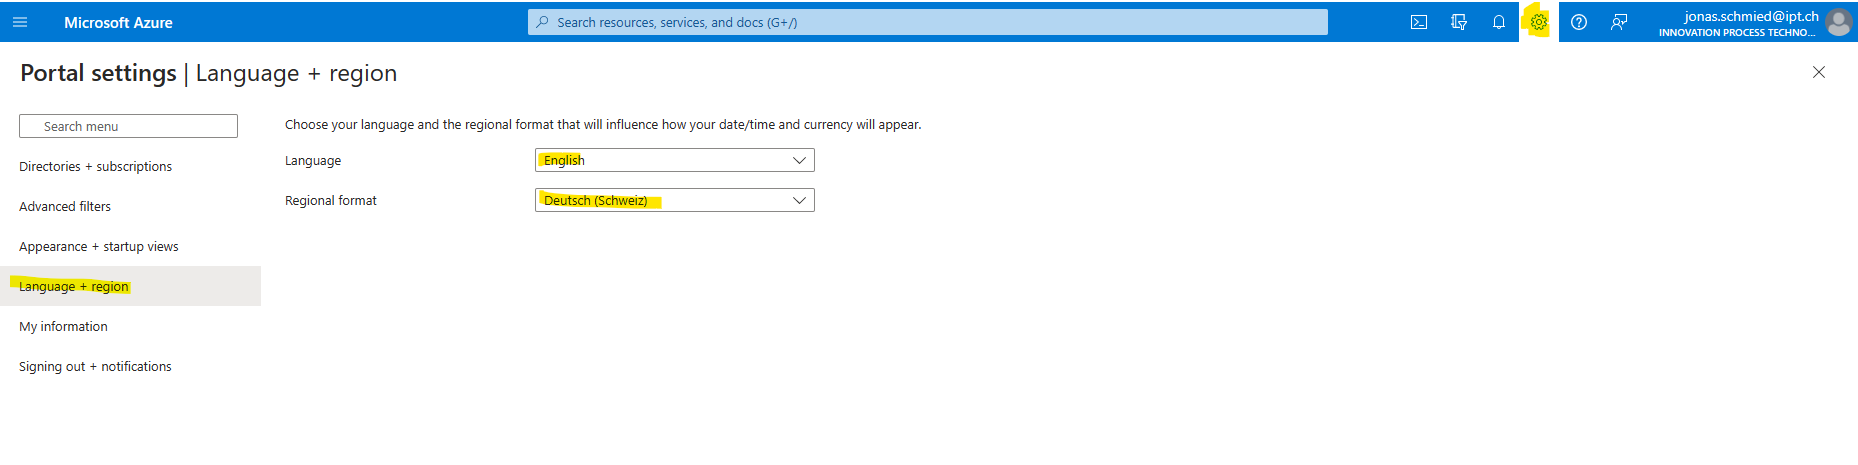 Microsoft Azure
Search resources, services, and docs (G+/)
jonas.schmied@ipt.ch
INNOVATION PROCESS TECHNO...
Portal settings | Language + region
Search menu
Directories + subscriptions
Advanced filters
Appearance + startup views
Language + region
My information
Signing out + notifications
Choose your language and the regional format that will influence how your date/time and currency will appear.
Language
English
Regional format
Deutsch (Schweiz)